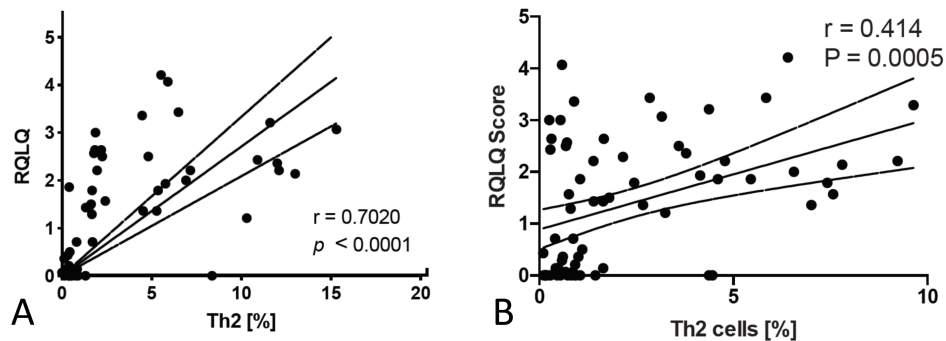 5
4
3
2
1
0
RQLQ
r = 0.7020
p < 0.0001
0
5
10
15
20
Th2 [%]
A
5
4
3
2
1
0
RQLQ Score
r = 0.414
P = 0.0005
0
5
10
Th2 cells [%]
B